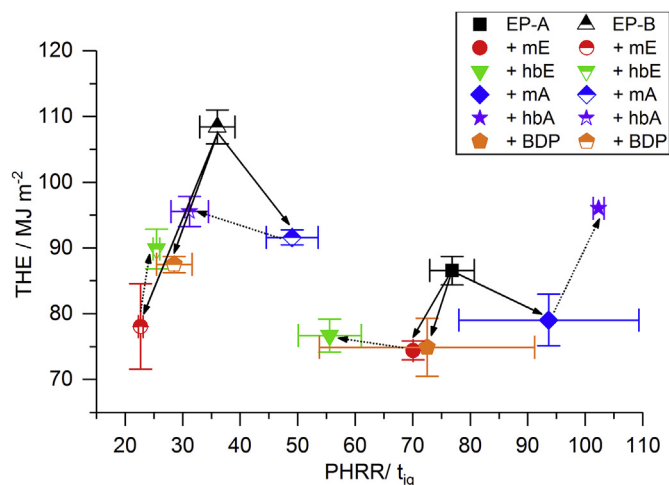 EP-A EP-B
+ mE + mE
+ hbE + hbE
+ mA + mA
+ hbA + hbA
+ BDP + BDP
120
110
100
90
80
70
THE / MJ m⁻²
20 30 40 50 60 70 80 90 100 110
PHRR/ tig